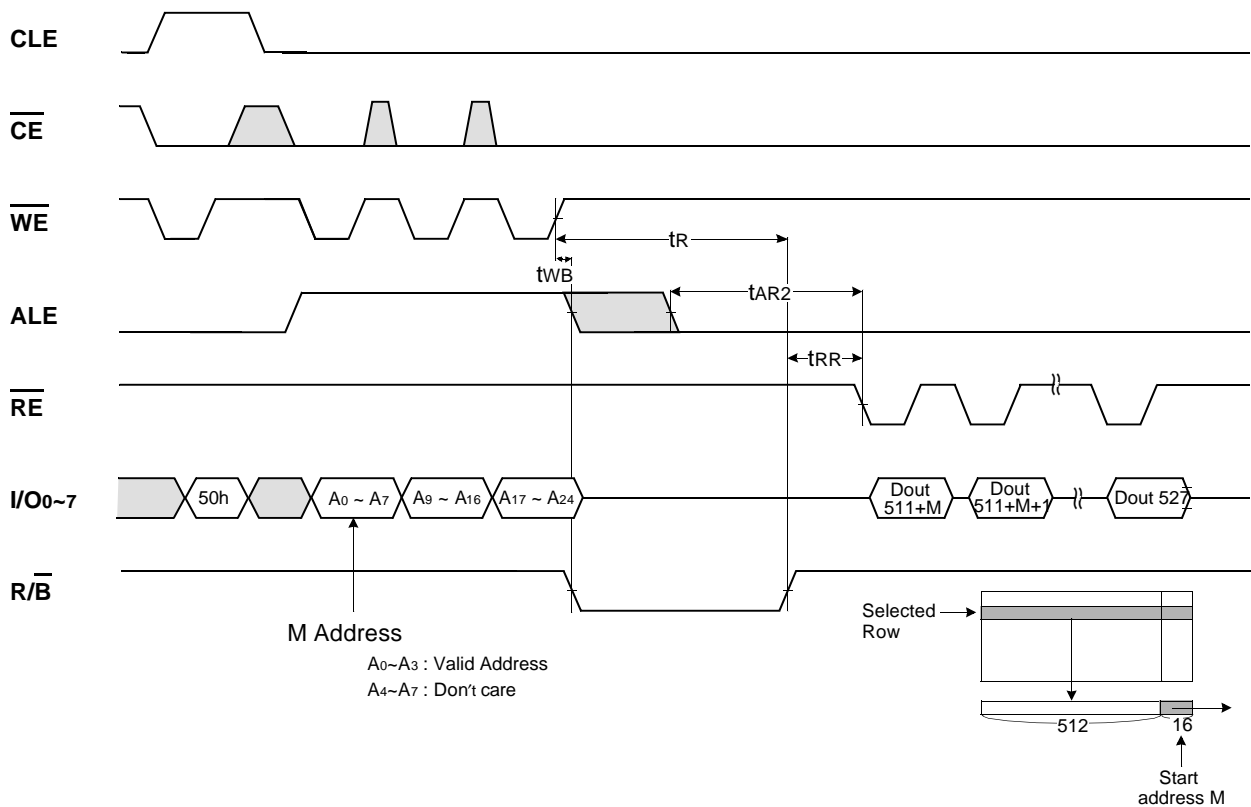 CLE
CE
WE
tR
tWB
ALE
tAR2
tRR
RE
I/O0~7
50h
A0 ~ A7
A9 ~ A16
A17 ~ A24
Dout
511+M
Dout
511+M+1
Dout 527
R/B
M Address
A0~A3 : Valid Address
A4~A7 : Don't care
Selected
Row
512
16
Start
address M